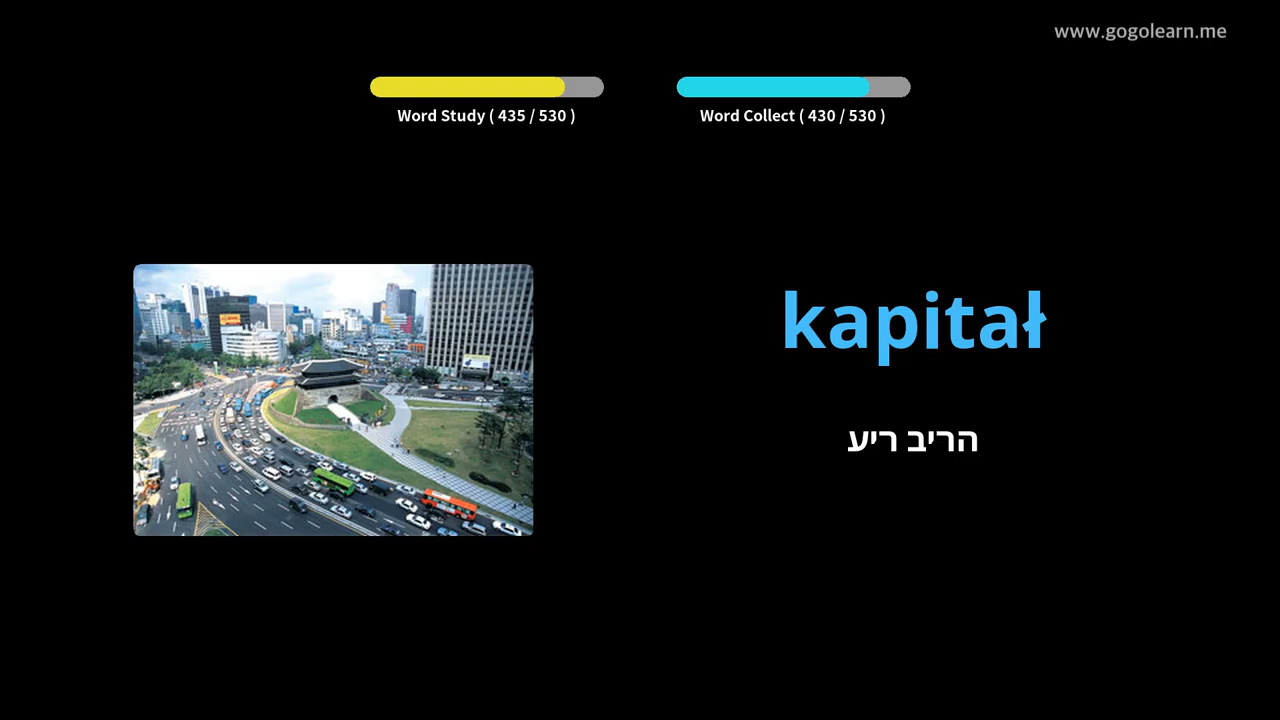 www.gogolearn.me
Word Study ( 435 / 530 )
Word Collect ( 430 / 530 )
kapitał
הריב ריע